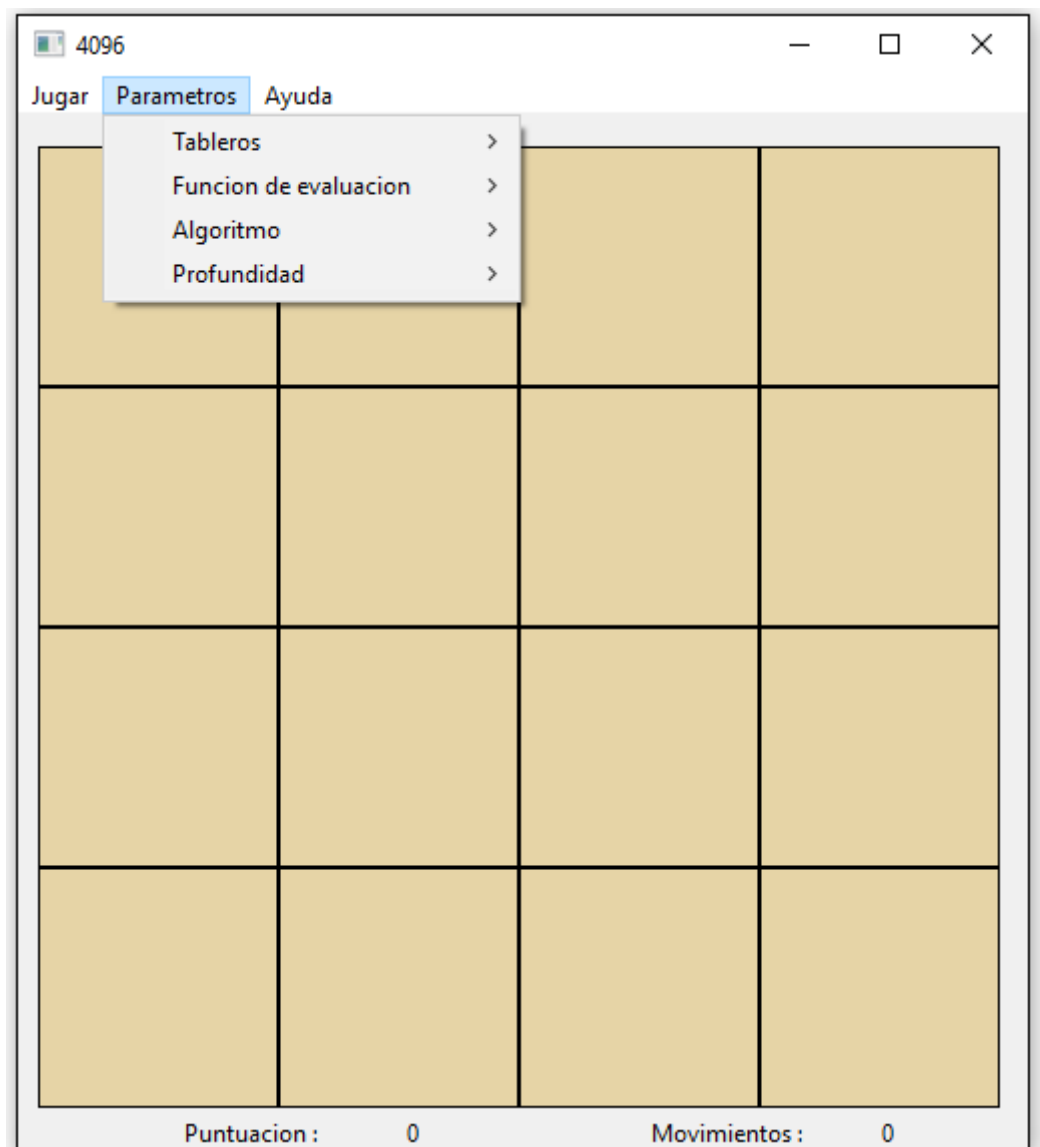 4096
Jugar Parametros Ayuda
Tableros
Funcion de evaluacion
Algoritmo
Profundidad
Puntuacion : 0 Movimientos : 0